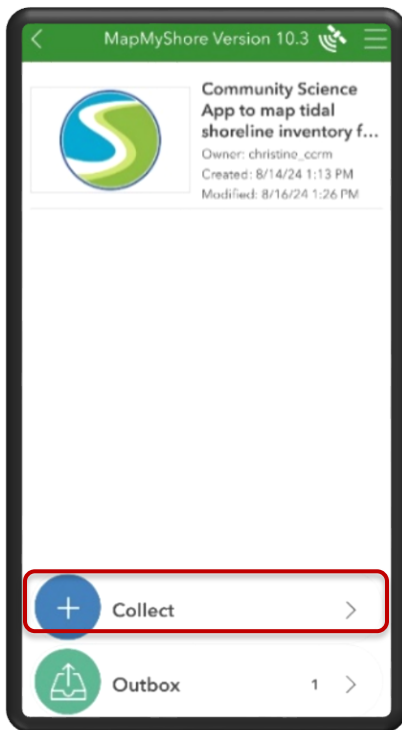 MapMyShore Version 10.3
Community Science
App to map tidal
shoreline inventory f...
Owner: christine_ccrm
Created: 8/14/24 1:13 PM
Modified: 8/16/24 1:26 PM
Collect
Outbox 1